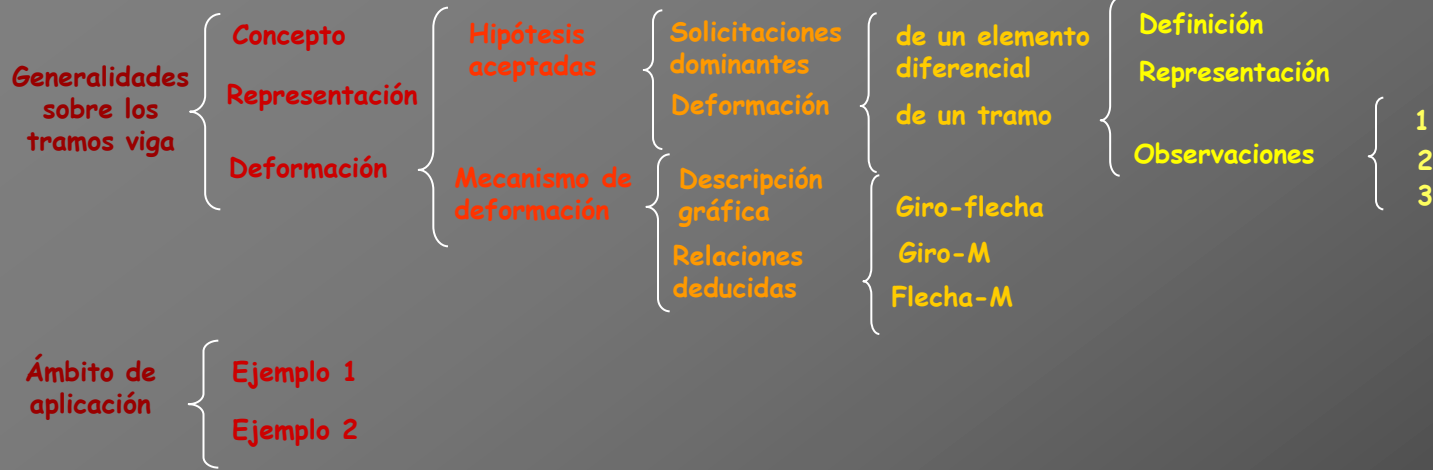 Generalidades
sobre los
tramos viga
Concepto
Representación
Deformación
Hipótesis
aceptadas
Mecanismo de
deformación
Solicitaciones
dominantes
Deformación
Descripción
gráfica
Relaciones
deducidas
de un elemento
diferencial
de un tramo
Giro-flecha
Giro-M
Flecha-M
Definición
Representación
Observaciones
1
2
3
Ámbito de
aplicación
Ejemplo 1
Ejemplo 2